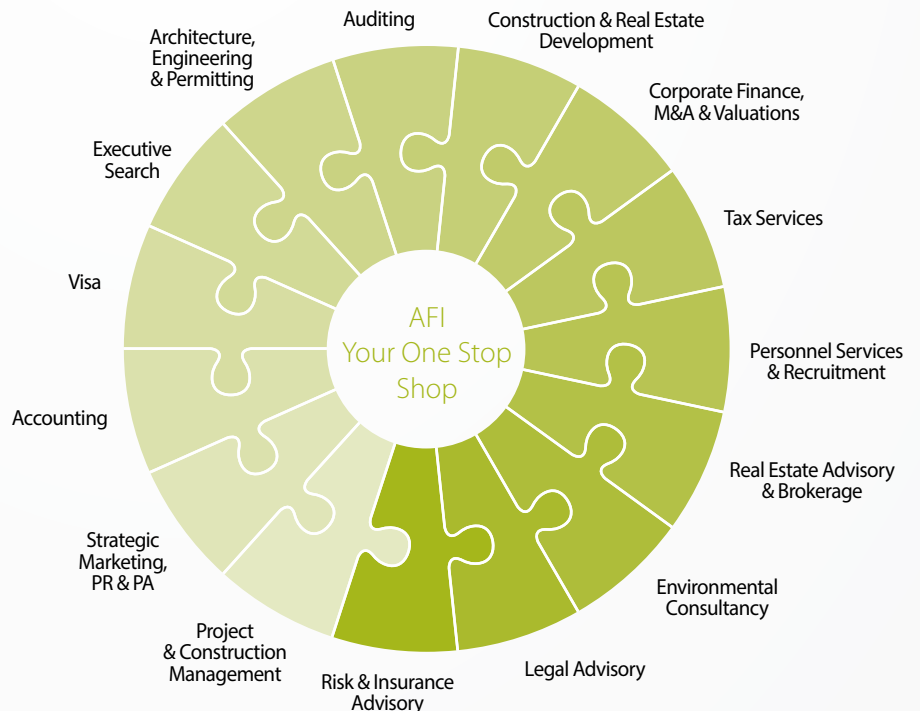 Auditing
Construction & Real Estate
Development
Corporate Finance,
M&A & Valuations
Tax Services
Personnel Services
& Recruitment
Real Estate Advisory
& Brokerage
Environmental
Consultancy
Legal Advisory
Risk & Insurance
Advisory
Project
& Construction
Management
Strategic
Marketing,
PR & PA
Accounting
Visa
Executive
Search
Architecture,
Engineering
& Permitting
AFI
Your One Stop
Shop